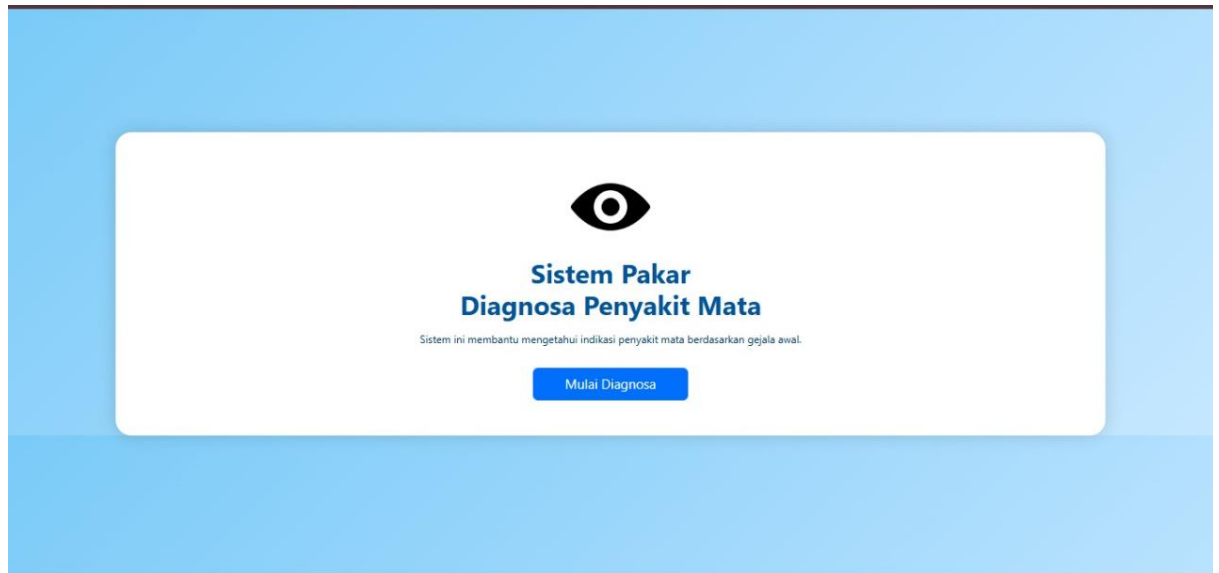 Sistem Pakar
Diagnosa Penyakit Mata
Sistem ini membantu mengetahui indikasi penyakit mata berdasarkan gejala awal.
Mulai Diagnosa